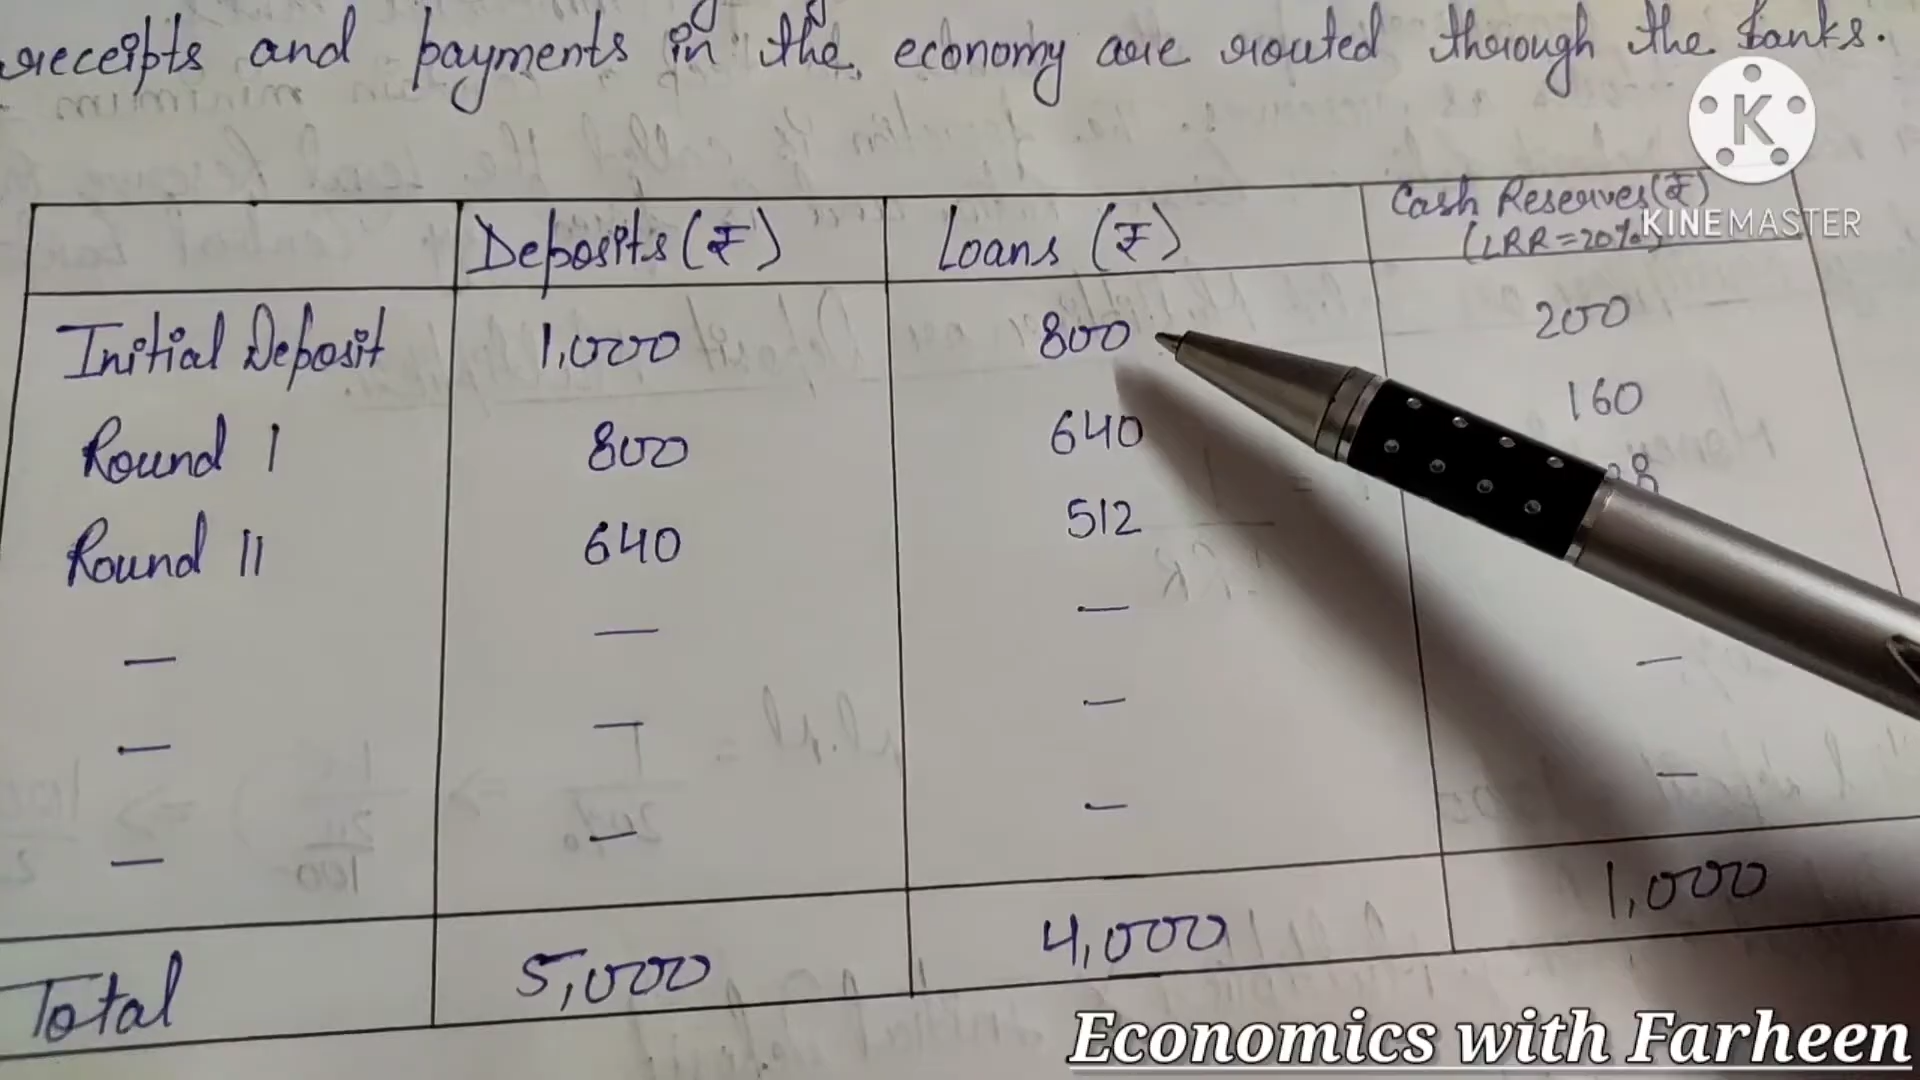 receipts and payments in the economy are routed through the banks.
K
KINEMASTER
Deposits (₹) Loans (₹) Cash Reserves (₹)
(LRR=20%)
Initial Deposit 1,000 800 200
Round I 800 640 160
Round II 640 512 8
— — — —
— — — —
— — —
Total 5,000 4,000 1,000
Economics with Farheen